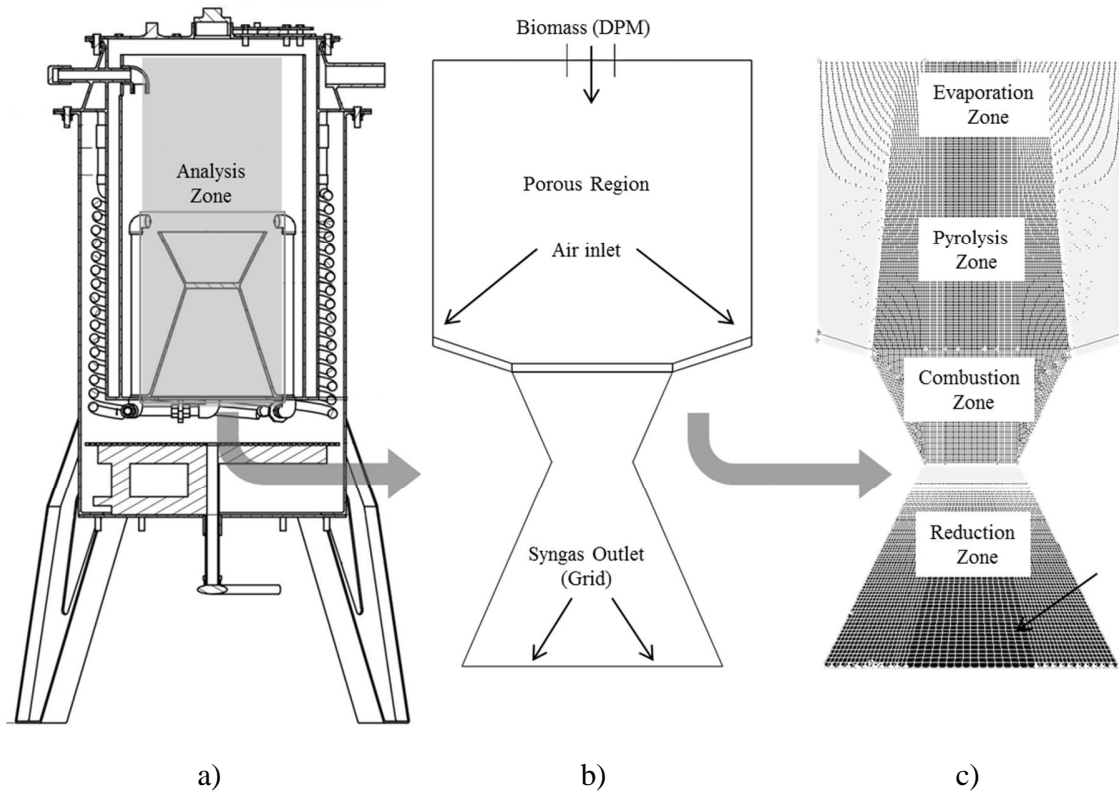 Analysis
Zone
Biomass (DPM)
Porous Region
Air inlet
Syngas Outlet
(Grid)
Evaporation
Zone
Pyrolysis
Zone
Combustion
Zone
Reduction
Zone
a)
b)
c)